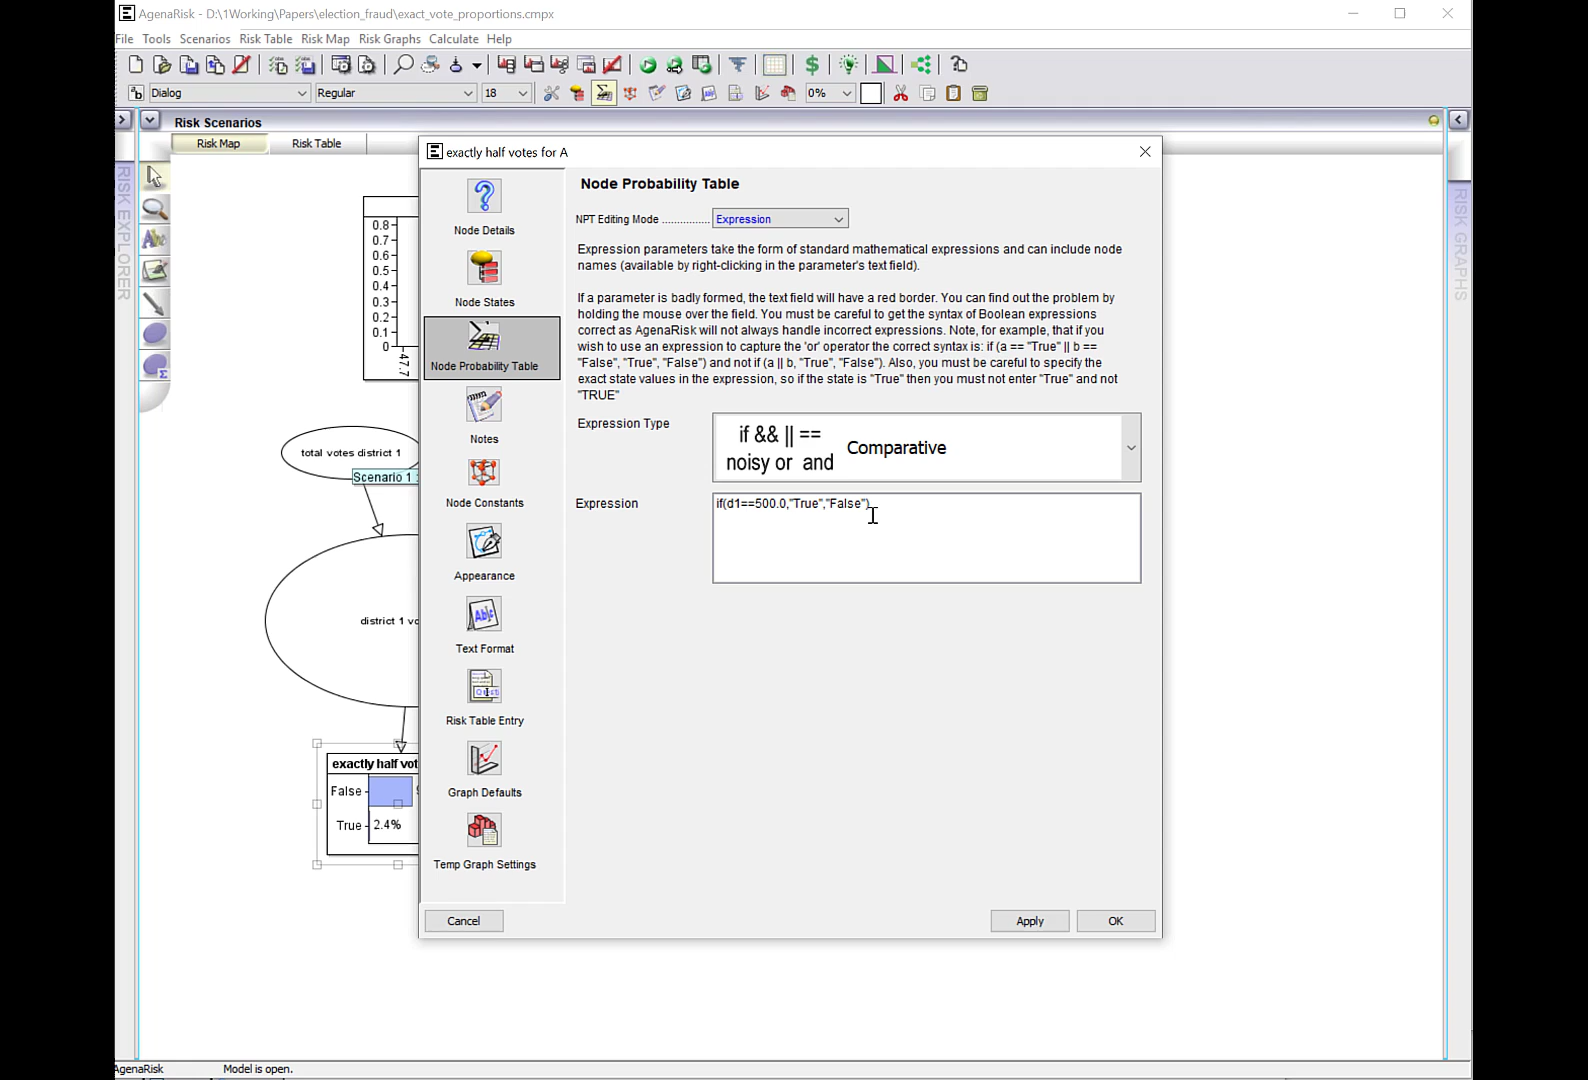 AgenaRisk - D:\1Working\Papers\election_fraud\exact_vote_proportions.cmpx
File Tools Scenarios Risk Table Risk Map Risk Graphs Calculate Help
Dialog Regular 18 0%
Risk Scenarios
Risk Map Risk Table
RISK EXPLORER
RISK GRAPHS
0.8
0.7
0.6
0.5
0.4
0.3
0.2
0.1
0
47.7
total votes district 1
Scenario 1 :
district 1 vo
exactly half vot
False
True 2.4%
exactly half votes for A
Node Details
Node States
Node Probability Table
Notes
Node Constants
Appearance
Text Format
Risk Table Entry
Graph Defaults
Temp Graph Settings
Node Probability Table
NPT Editing Mode ................ Expression
Expression parameters take the form of standard mathematical expressions and can include node
names (available by right-clicking in the parameter's text field).
If a parameter is badly formed, the text field will have a red border. You can find out the problem by
holding the mouse over the field. You must be careful to get the syntax of Boolean expressions
correct as AgenaRisk will not always handle incorrect expressions. Note, for example, that if you
wish to use an expression to capture the 'or' operator the correct syntax is: if (a == "True" || b ==
"False", "True", "False") and not if (a || b, "True", "False"). Also, you must be careful to specify the
exact state values in the expression, so if the state is "True" then you must not enter "True" and not
"TRUE"
Expression Type
if && || ==
noisy or and
Comparative
Expression
if(d1==500.0,"True","False")
Cancel Apply OK
AgenaRisk Model is open.